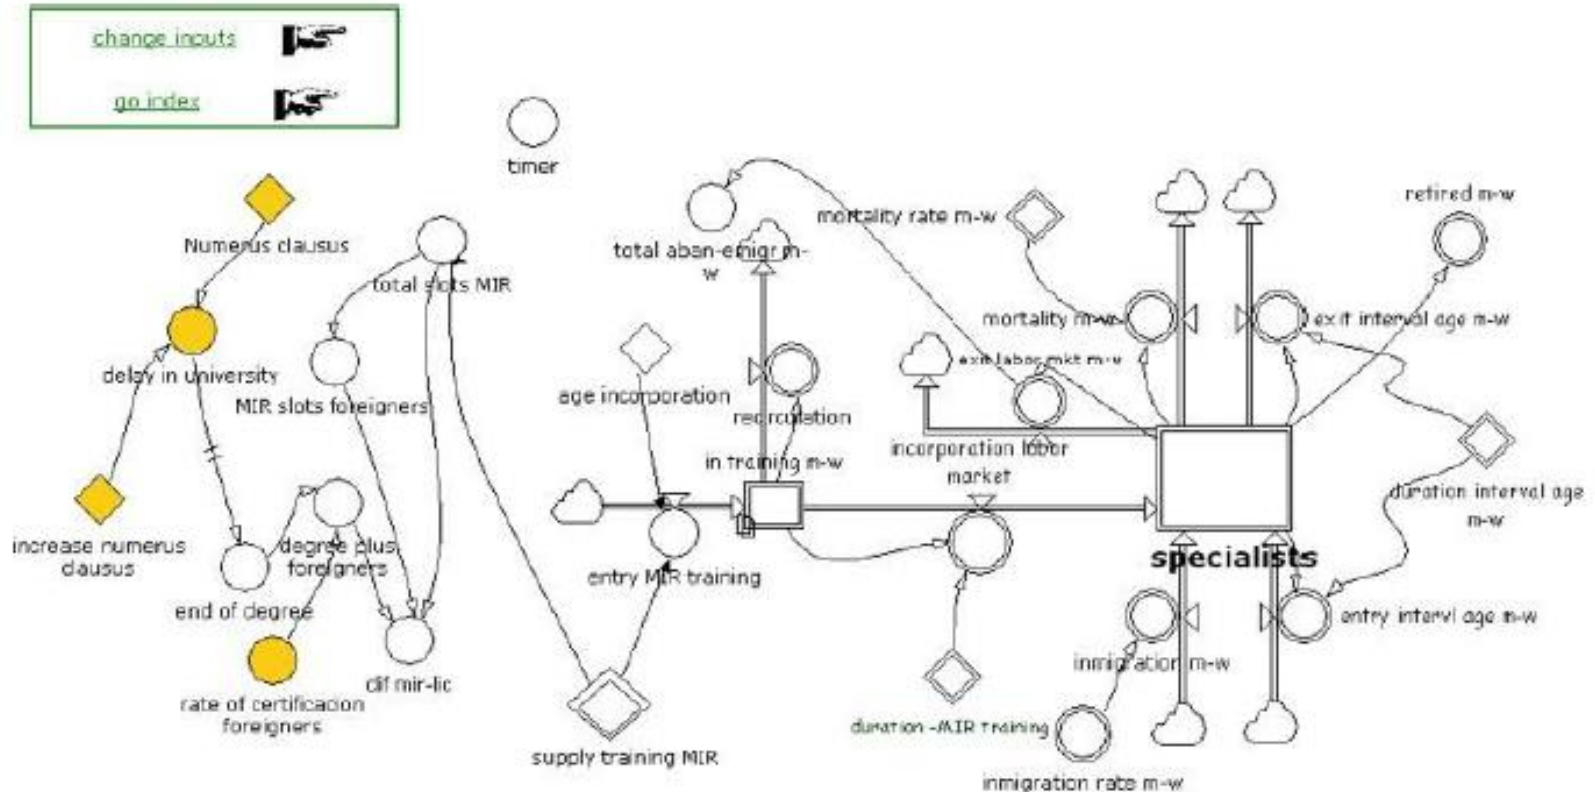 change inputs
go index
timer
Numerus clausus
total slots MIR
delay in university
MIR slots foreigners
increase numerus
clausus
degree plus
foreigners
end of degree
rate of certificacion
foreigners
dif mir-lic
supply training MIR
total aban-emigr m-
w
age incorporation
recirculation
in training m-w
entry MIR training
mortality rate m-w
mortality m-w
exit labor mkt m-w
incorporation labor
market
retired m-w
exit interval age m-w
duration interval age
m-w
specialists
entry intervl age m-w
inmigration m-w
duration -MIR training
inmigration rate m-w